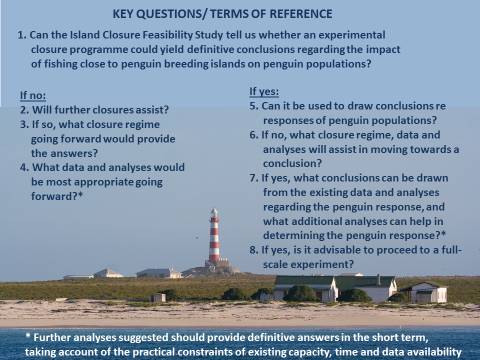 KEY QUESTIONS/ TERMS OF REFERENCE
1. Can the Island Closure Feasibility Study tell us whether an experimental
closure programme could yield definitive conclusions regarding the impact
of fishing close to penguin breeding islands on penguin populations?
If no:
2. Will further closures assist?
3. If so, what closure regime
going forward would provide
the answers?
4. What data and analyses would
be most appropriate going
forward?*
If yes:
5. Can it be used to draw conclusions re
responses of penguin populations?
6. If no, what closure regime, data and
analyses will assist in moving towards a
conclusion?
7. If yes, what conclusions can be drawn
from the existing data and analyses
regarding the penguin response, and
what additional analyses can help in
determining the penguin response?*
8. If yes, is it advisable to proceed to a full-
scale experiment?
* Further analyses suggested should provide definitive answers in the short term,
taking account of the practical constraints of existing capacity, time and data availability